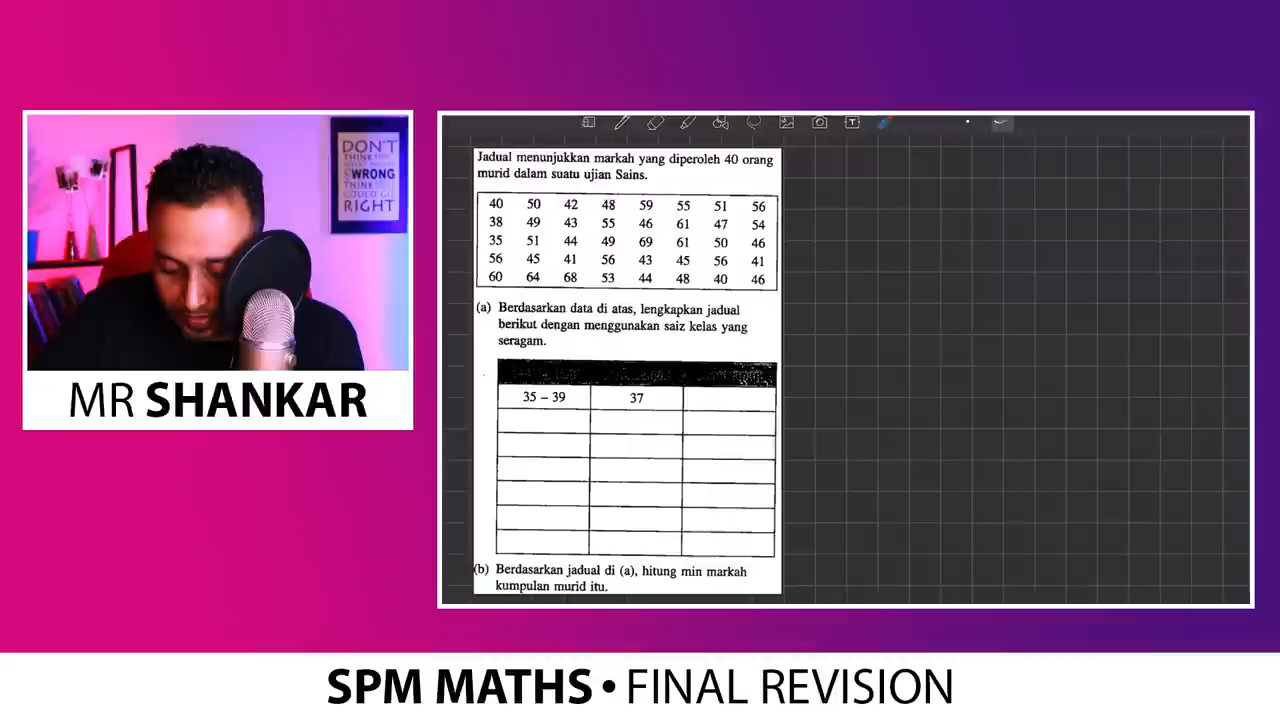 DON'T
THINK
WRONG
THINK
RIGHT
MR SHANKAR
T
Jadual menunjukkan markah yang diperoleh 40 orang
murid dalam suatu ujian Sains.
40 50 42 48 59 55 51 56
38 49 43 55 46 61 47 54
35 51 44 49 69 61 50 46
56 45 41 56 43 45 56 41
60 64 68 53 44 48 40 46
(a) Berdasarkan data di atas, lengkapkan jadual
berikut dengan menggunakan saiz kelas yang
seragam.
35 – 39 37
(b) Berdasarkan jadual di (a), hitung min markah
kumpulan murid itu.
SPM MATHS • FINAL REVISION